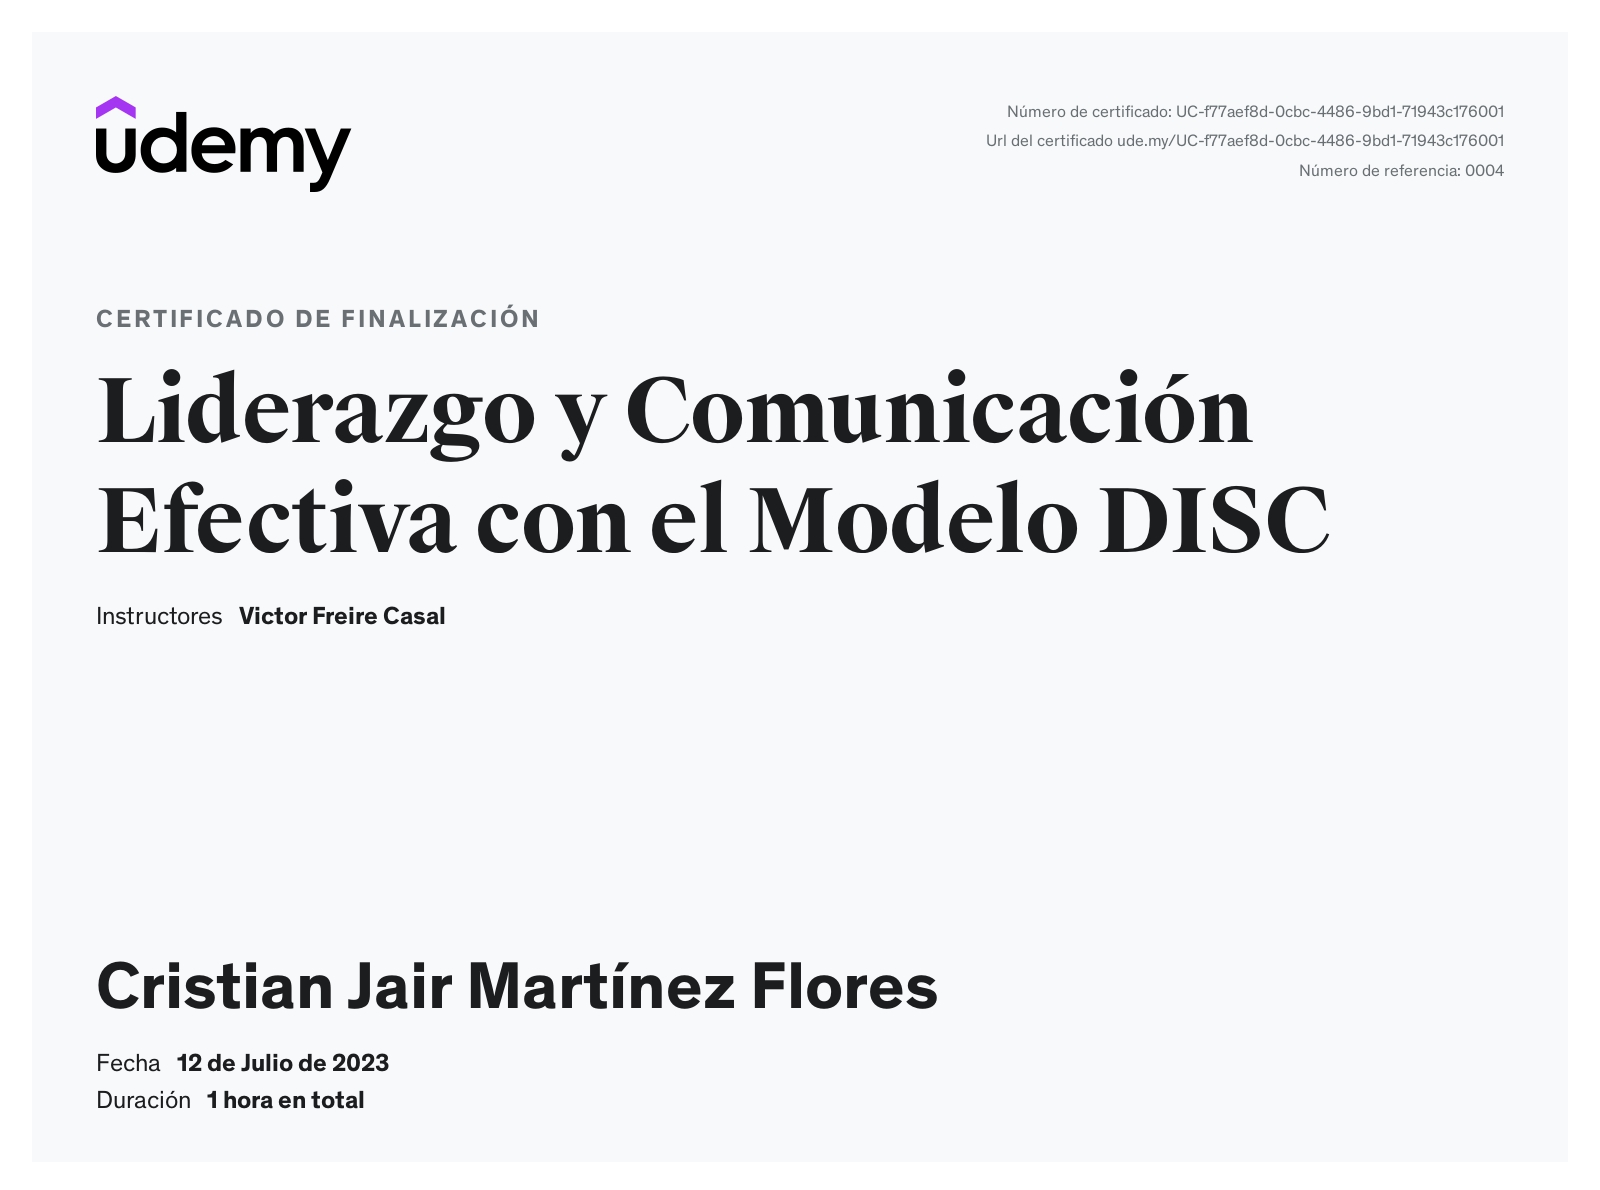 udemy
Número de certificado: UC-f77aef8d-0cbc-4486-9bd1-71943c176001
Url del certificado ude.my/UC-f77aef8d-0cbc-4486-9bd1-71943c176001
Número de referencia: 0004
CERTIFICADO DE FINALIZACIÓN
Liderazgo y Comunicación
Efectiva con el Modelo DISC
Instructores Victor Freire Casal
Cristian Jair Martínez Flores
Fecha 12 de Julio de 2023
Duración 1 hora en total